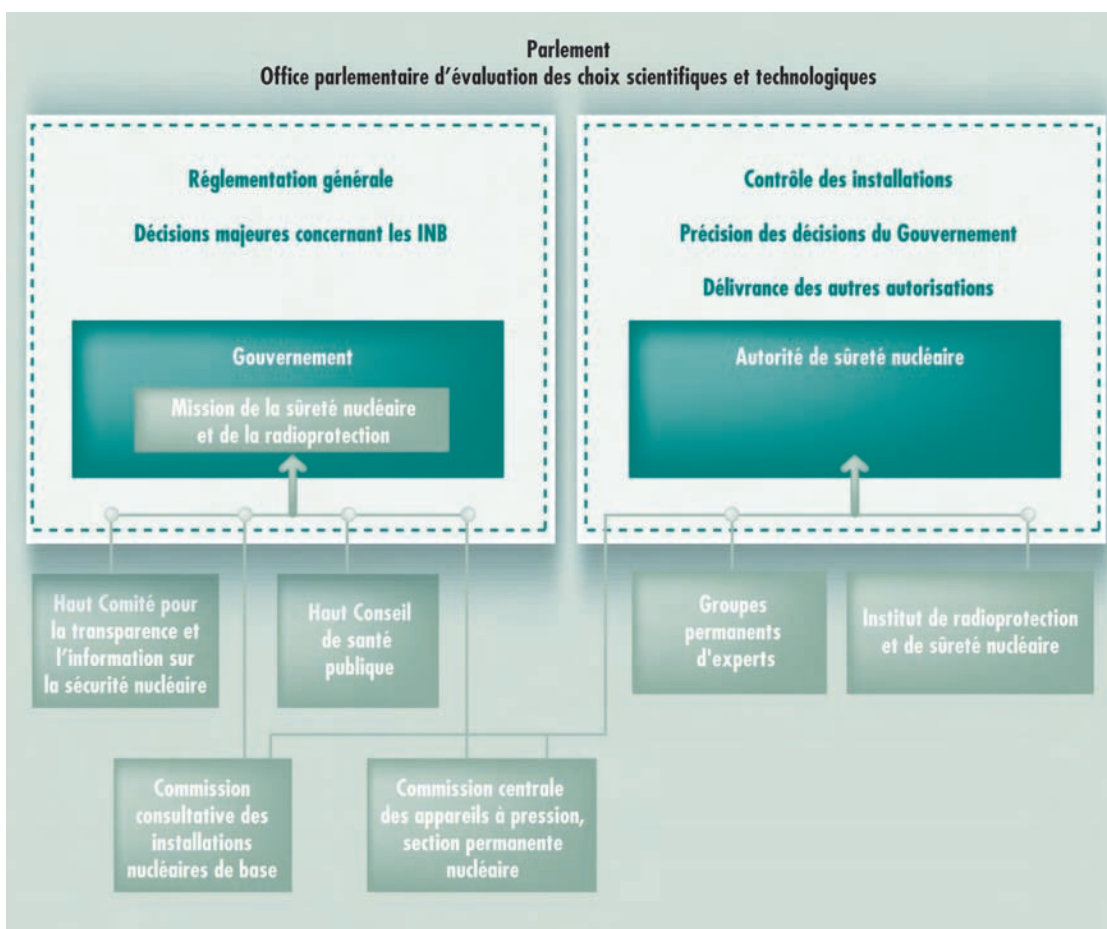 Parlement
Office parlementaire d'évaluation des choix scientifiques et technologiques
Réglementation générale
Décisions majeures concernant les INB
Gouvernement
Mission de la sûreté nucléaire
et de la radioprotection
Contrôle des installations
Précision des décisions du Gouvernement
Délivrance des autres autorisations
Autorité de sûreté nucléaire
Haut Comité pour
la transparence et
l'information sur
la sécurité nucléaire
Haut Conseil
de santé
publique
Groupes
permanents
d'experts
Institut de radioprotection
et de sûreté nucléaire
Commission
consultative des
installations
nucléaires de base
Commission centrale
des appareils à pression,
section permanente
nucléaire